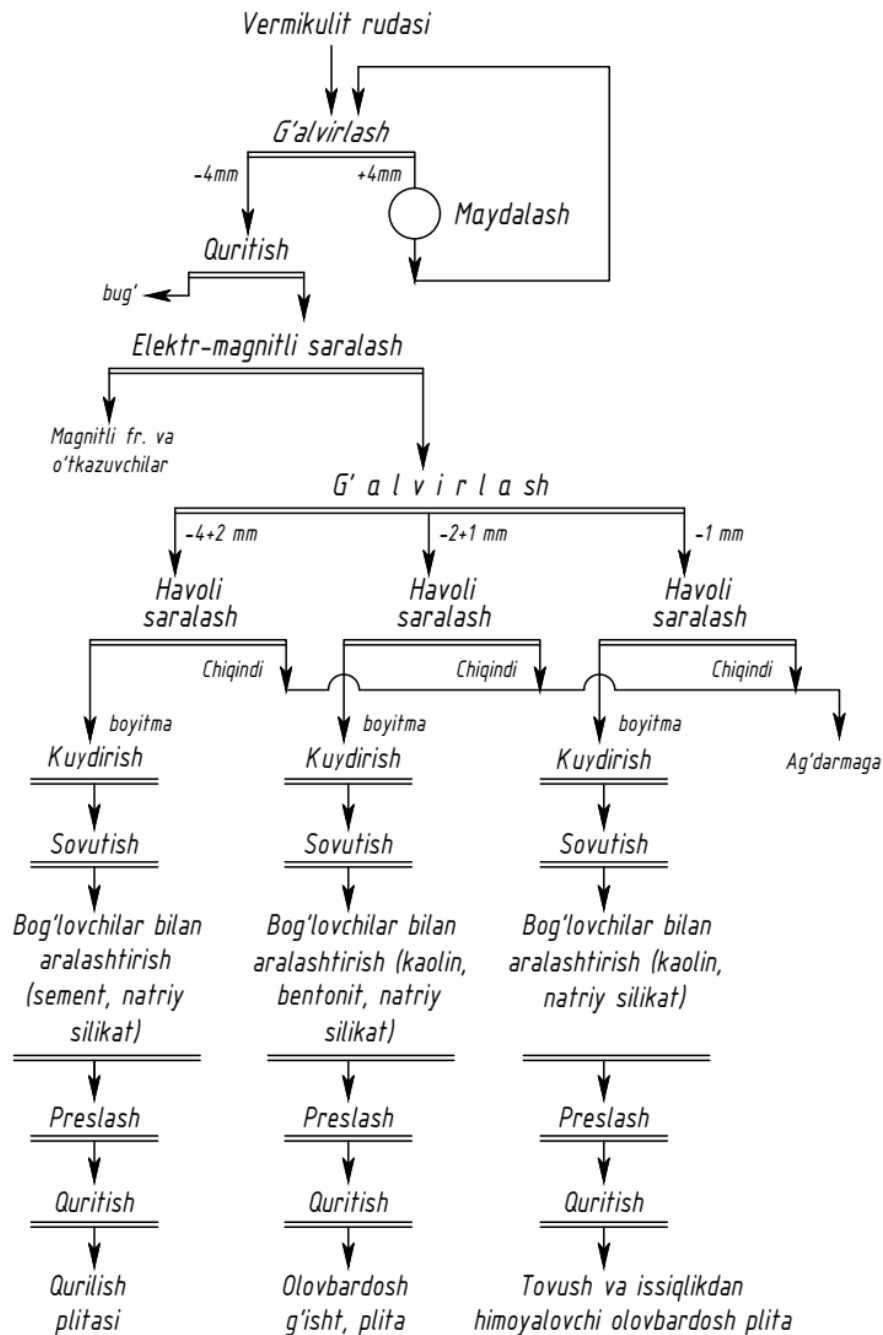 Vermikulit rudasi
G'alvirlash
-4mm
+4mm
Maydalash
Quritish
bug'
Elektr-magnitli saralash
Magnitli fr. va
o'tkazuvchilar
G' a l v i r l a s h
-4+2 mm
-2+1 mm
-1 mm
Havoli
saralash
Havoli
saralash
Havoli
saralash
Chiqindi
Chiqindi
Chiqindi
boyitma
boyitma
boyitma
Ag'darmaga
Kuydirish
Kuydirish
Kuydirish
Sovutish
Sovutish
Sovutish
Bog'lovchilar bilan
aralashtirish
(sement, natriy
silikat)
Bog'lovchilar bilan
aralashtirish (kaolin,
bentonit, natriy
silikat)
Bog'lovchilar bilan
aralashtirish (kaolin,
natriy silikat)
Preslash
Preslash
Preslash
Quritish
Quritish
Quritish
Qurilish
plitasi
Olovbardosh
g'isht, plita
Tovush va issiqlikdan
himoyalovchi olovbardosh plita